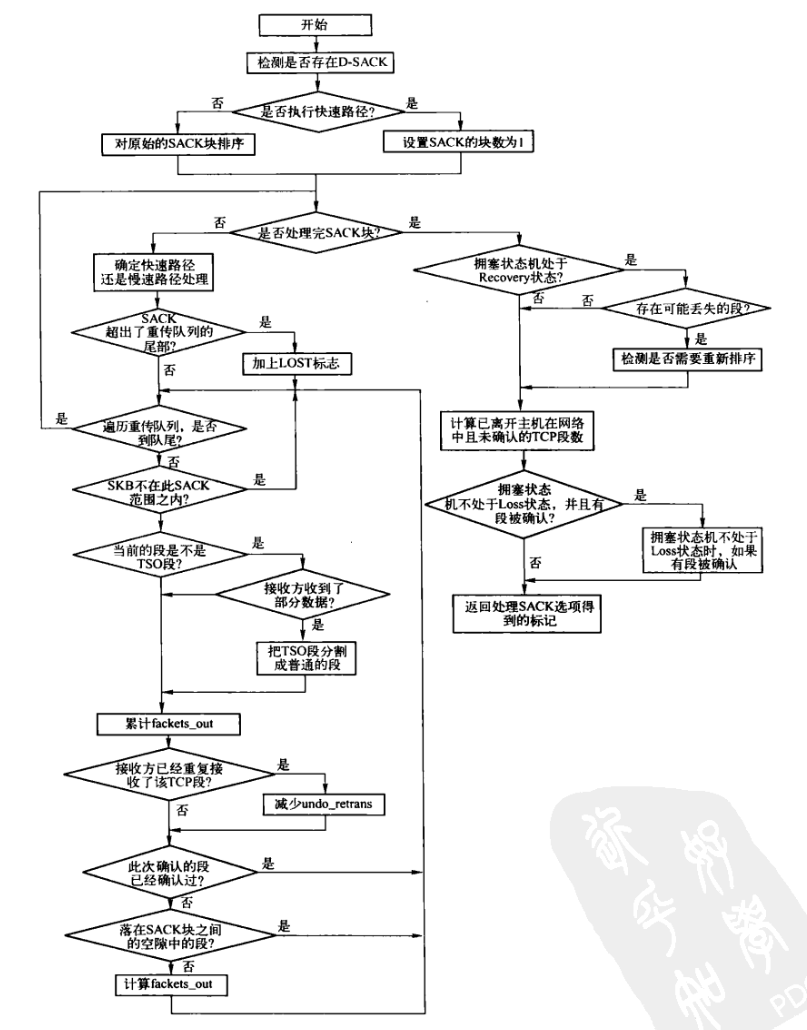 开始
检测是否存在D-SACK
是否执行快速路径?
否
是
对原始的SACK块排序
设置SACK的块数为1
是否处理完SACK块?
否
是
确定快速路径
还是慢速路径处理
SACK
超出了重传队列的
尾部?
是
否
加上LOST标志
遍历重传队列，是否
到队尾?
是
否
SKB不在此SACK
范围之内?
是
当前的段是不是
TSO段?
是
接收方收到了
部分数据?
是
把TSO段分割
成普通的段
累计fackets_out
接收方已经重复接
收了该TCP段?
是
否
减少undo_retrans
此次确认的段
已经确认过?
是
否
落在SACK块之间
的空隙中的段?
是
否
计算fackets_out
拥塞状态机处于
Recovery状态?
是
否
存在可能丢失的段?
否
是
检测是否需要重新排序
计算已离开主机在网络
中且未确认的TCP段数
拥塞状态
机不处于Loss状态，并且有
段被确认?
是
否
拥塞状态机不处于
Loss状态时，如果
有段被确认
返回处理SACK选项得
到的标记